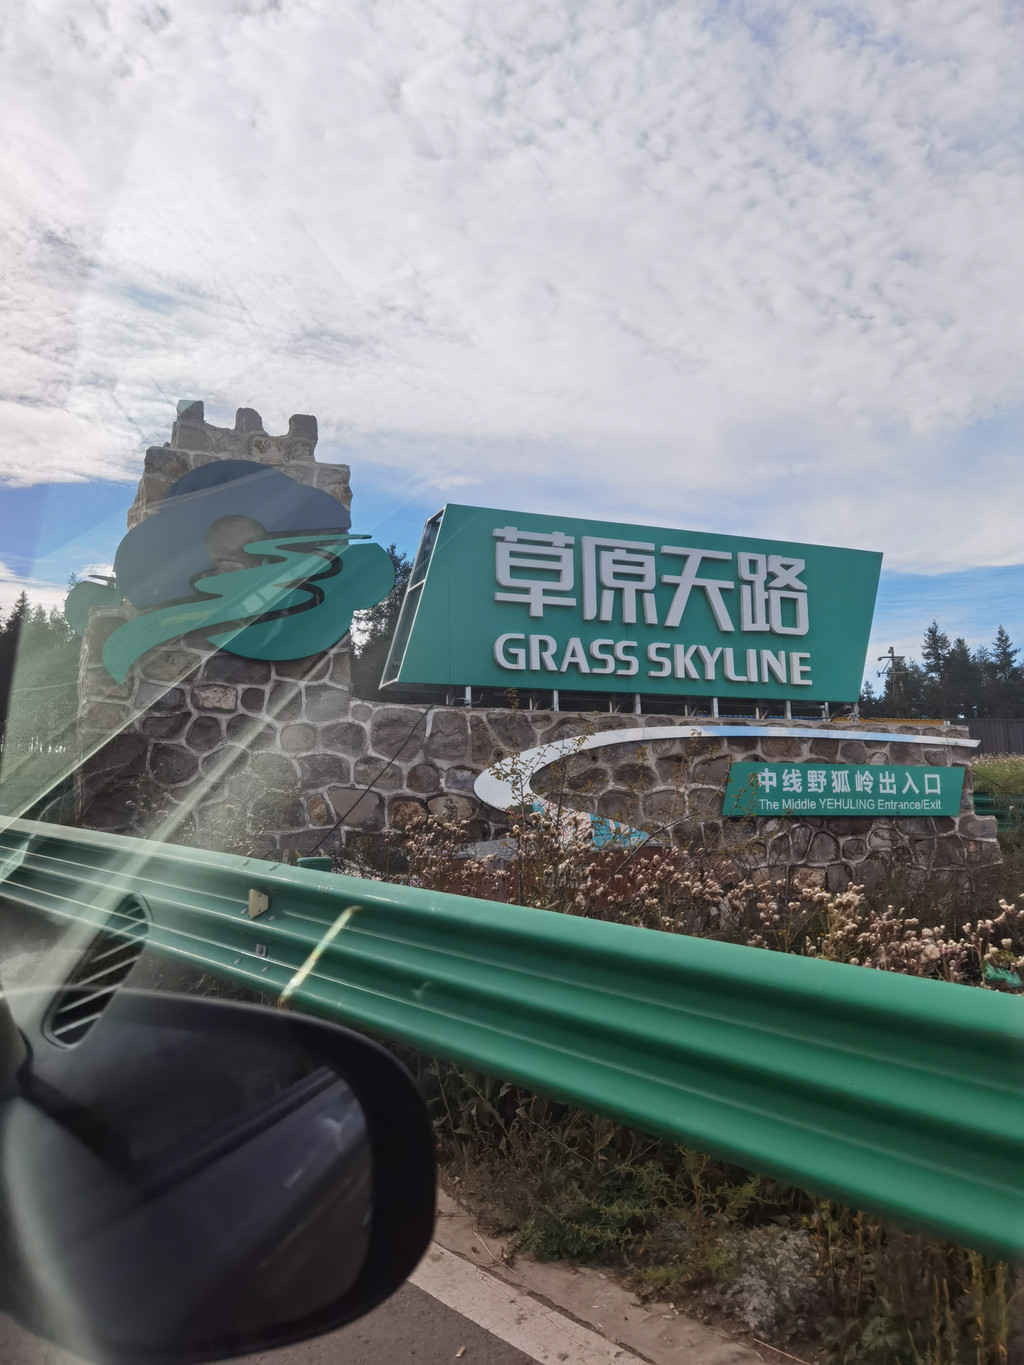 草原天路
GRASS SKYLINE
中线野狐岭出入口
The Middle YEHULING Entrance/Exit